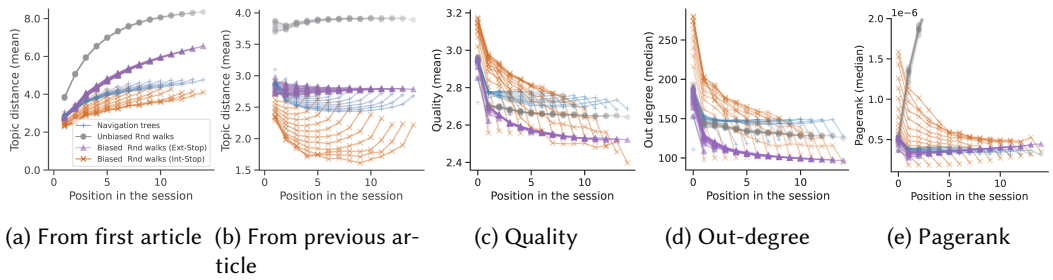 8.0
6.0
4.0
2.0
0.0
Topic distance (mean)
0
5
10
Position in the session
Navigation trees
Unbiased Rnd walks
Biased Rnd walks (Ext-Stop)
Biased Rnd walks (Int-Stop)
4.0
3.5
3.0
2.5
2.0
1.5
Topic distance (mean)
0
5
10
Position in the session
3.2
3.0
2.8
2.6
2.4
Quality (mean)
0
5
10
Position in the session
250
200
150
100
Out degree (median)
0
5
10
Position in the session
1e-6
2.0
1.5
1.0
0.5
Pagerank (median)
0
5
10
Position in the session
(a) From first article
(b) From previous ar-
ticle
(c) Quality
(d) Out-degree
(e) Pagerank